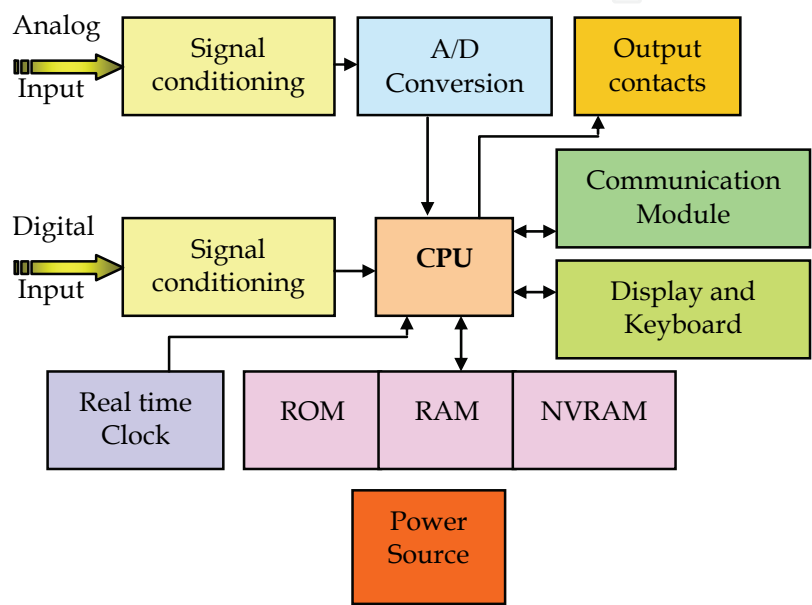 Analog
Input
Signal
conditioning
A/D
Conversion
Output
contacts
Communication
Module
Digital
Input
Signal
conditioning
CPU
Display and
Keyboard
Real time
Clock
ROM
RAM
NVRAM
Power
Source